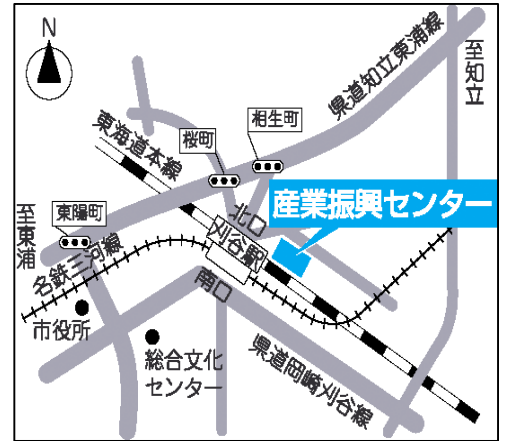 N
県道知立東浦線
至知立
相生町
東海道本線
桜町
産業振興センター
北口
東陽町
刈谷駅
至東浦
名鉄三河線
南口
市役所
総合文化
センター
県道岡崎刈谷線